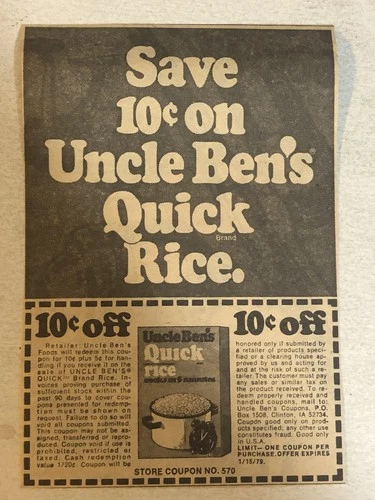 Save
10¢ on
Uncle Ben's®
Quick
Brand
Rice.
10¢ off
Retailer: Uncle Ben's
Foods will redeem this cou-
pon for 10¢ plus 5¢ for han-
dling if you receive it on the
sale of UNCLE BEN'S®
QUICK™ Brand Rice. In-
voices proving purchase of
sufficient stock within the
past 90 days to cover cou-
pons presented for redemp-
tion must be shown on
request. Failure to do so will
void all coupons submitted.
This coupon may not be as-
signed, transferred or repro-
duced. Coupon void if use is
prohibited, restricted or
taxed. Cash redemption
value 1/20¢. Coupon will be
Uncle Ben's
Quick
rice
cooks in 5 minutes
10¢ off
honored only if submitted by
a retailer of products speci-
fied or a clearing house ap-
proved by us and acting for
and at the risk of such a re-
tailer. The customer must pay
any sales or similar tax on
the product received. To re-
deem properly received and
handled coupons, mail to:
Uncle Ben's Coupons, P.O.
Box 1508, Clinton, IA 52734.
Coupon good only on prod-
uct specified; any other use
constitutes fraud. Good only
in U.S.A.
LIMIT—ONE COUPON PER
PURCHASE. OFFER EXPIRES
1/15/79.
STORE COUPON NO. 570